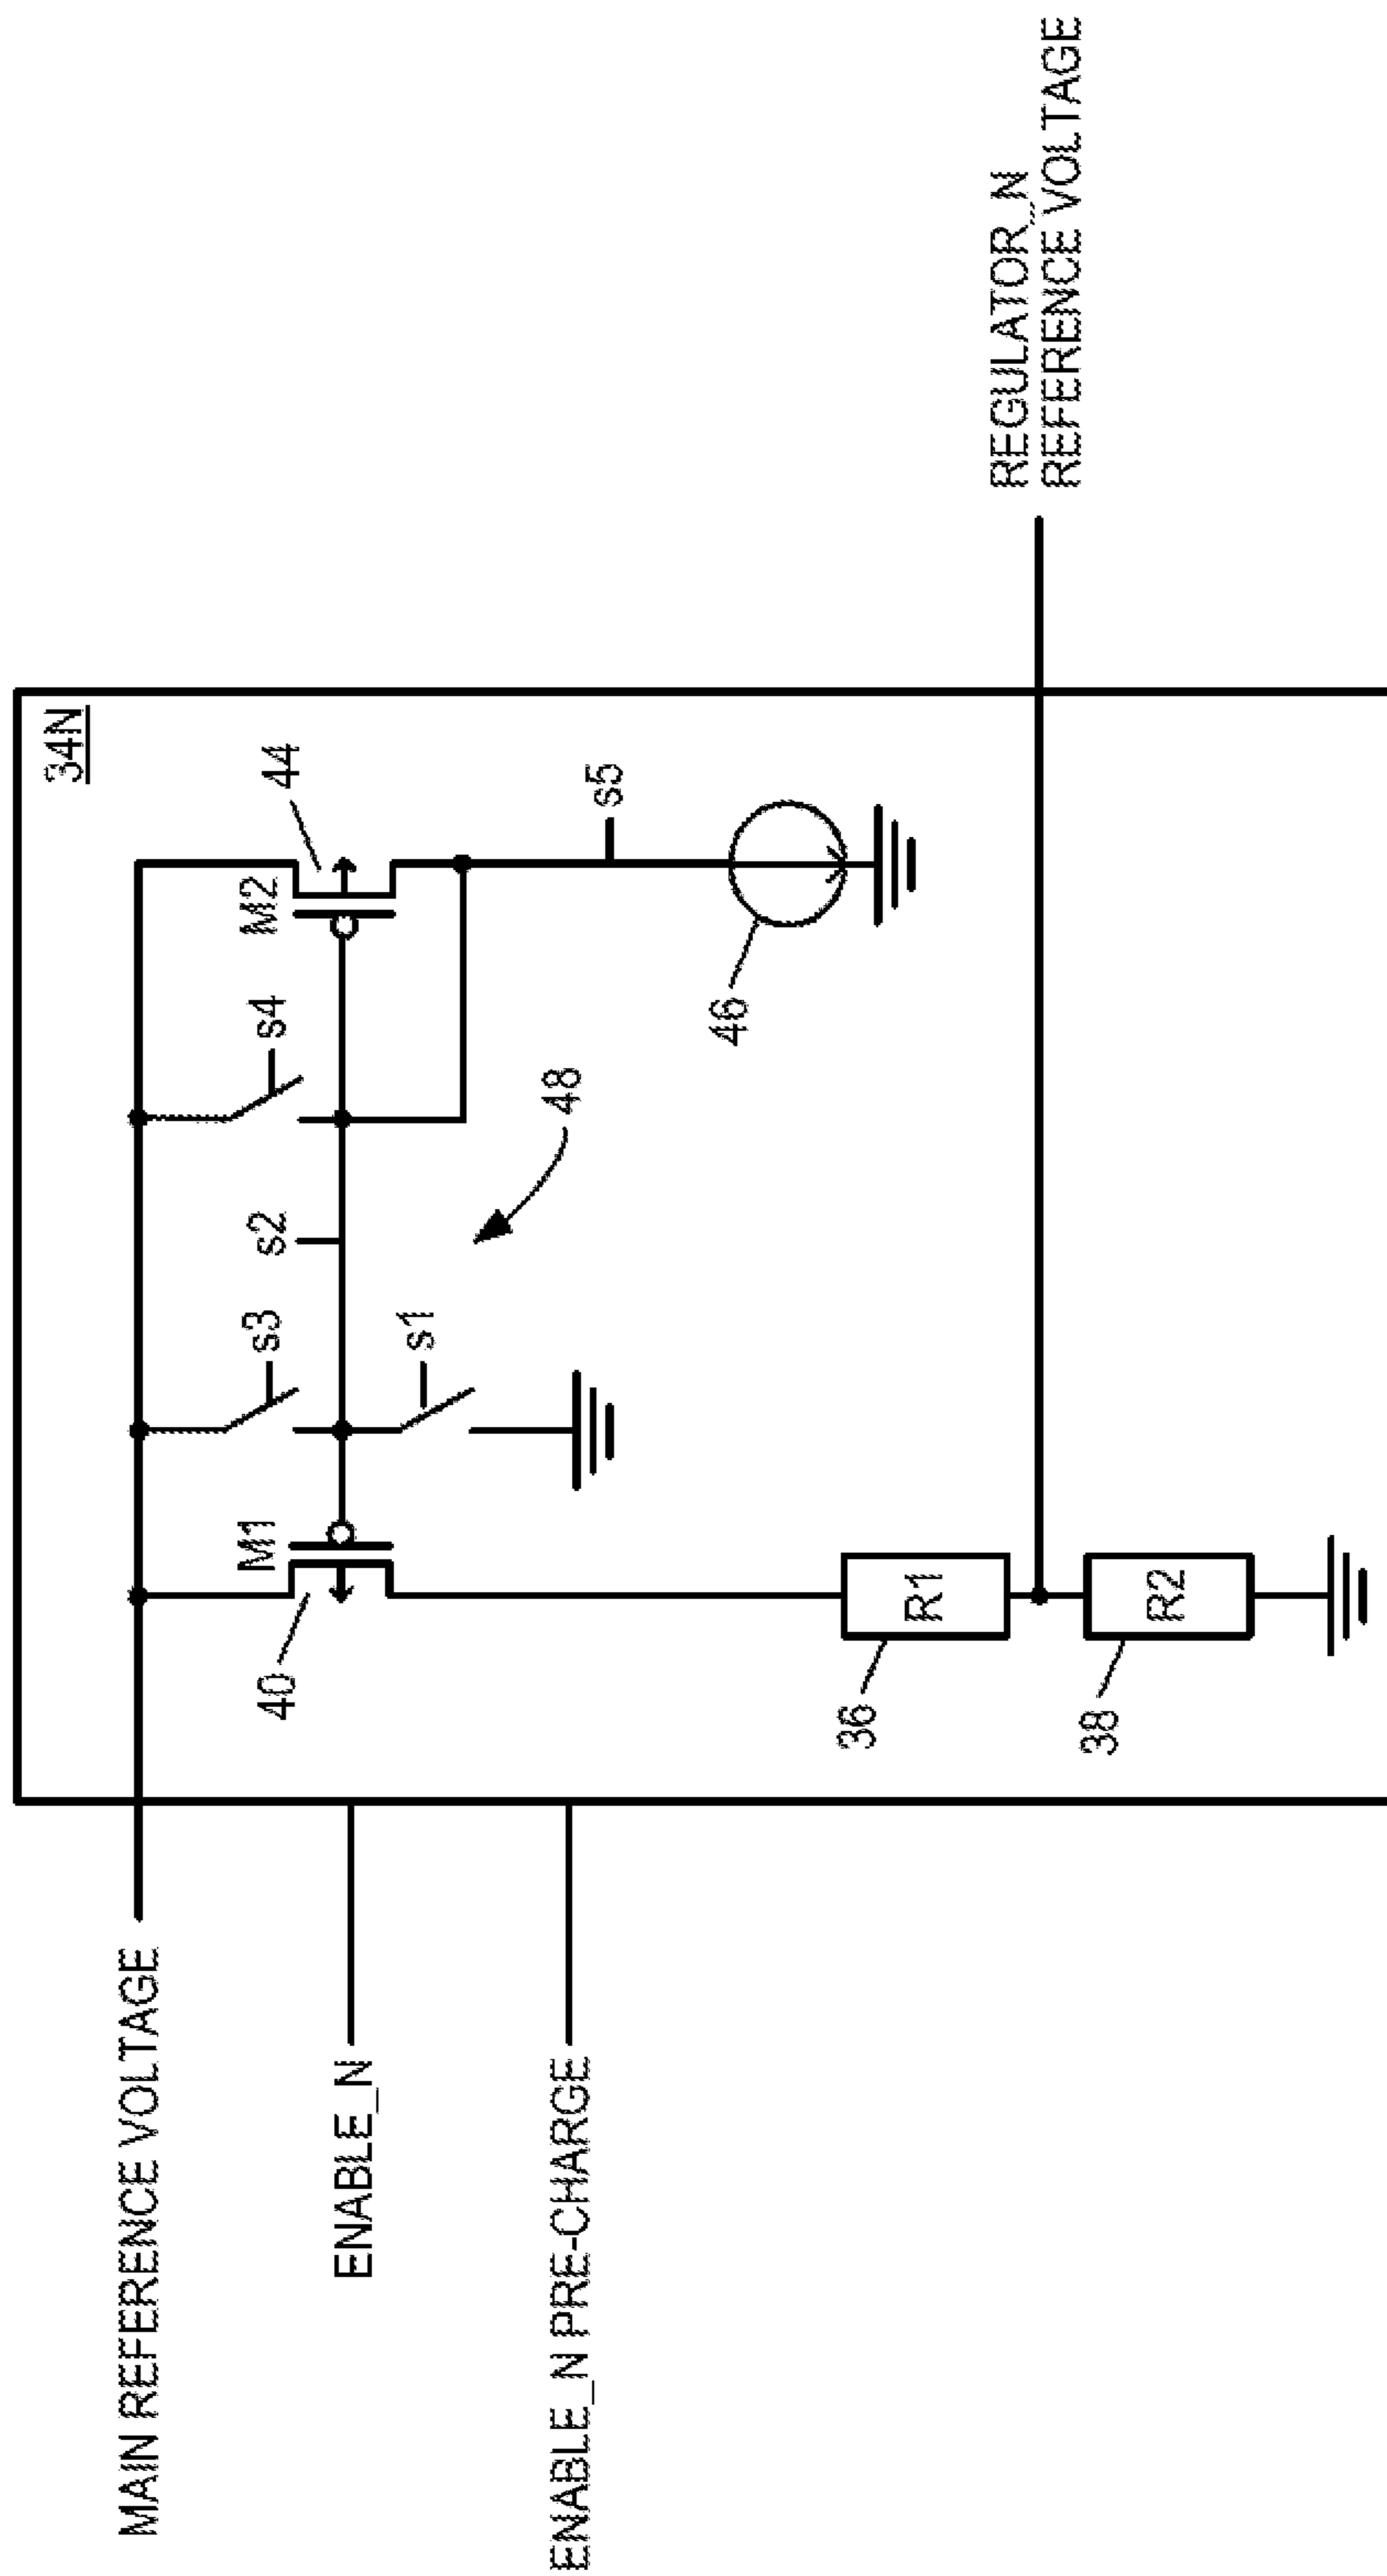 MAIN REFERENCE VOLTAGE
ENABLE_N
ENABLE_N PRE-CHARGE
34N
M1
40
s3
s1
s2
s4
M2
44
48
s5
46
R1
36
R2
38
REGULATOR_N
REFERENCE VOLTAGE